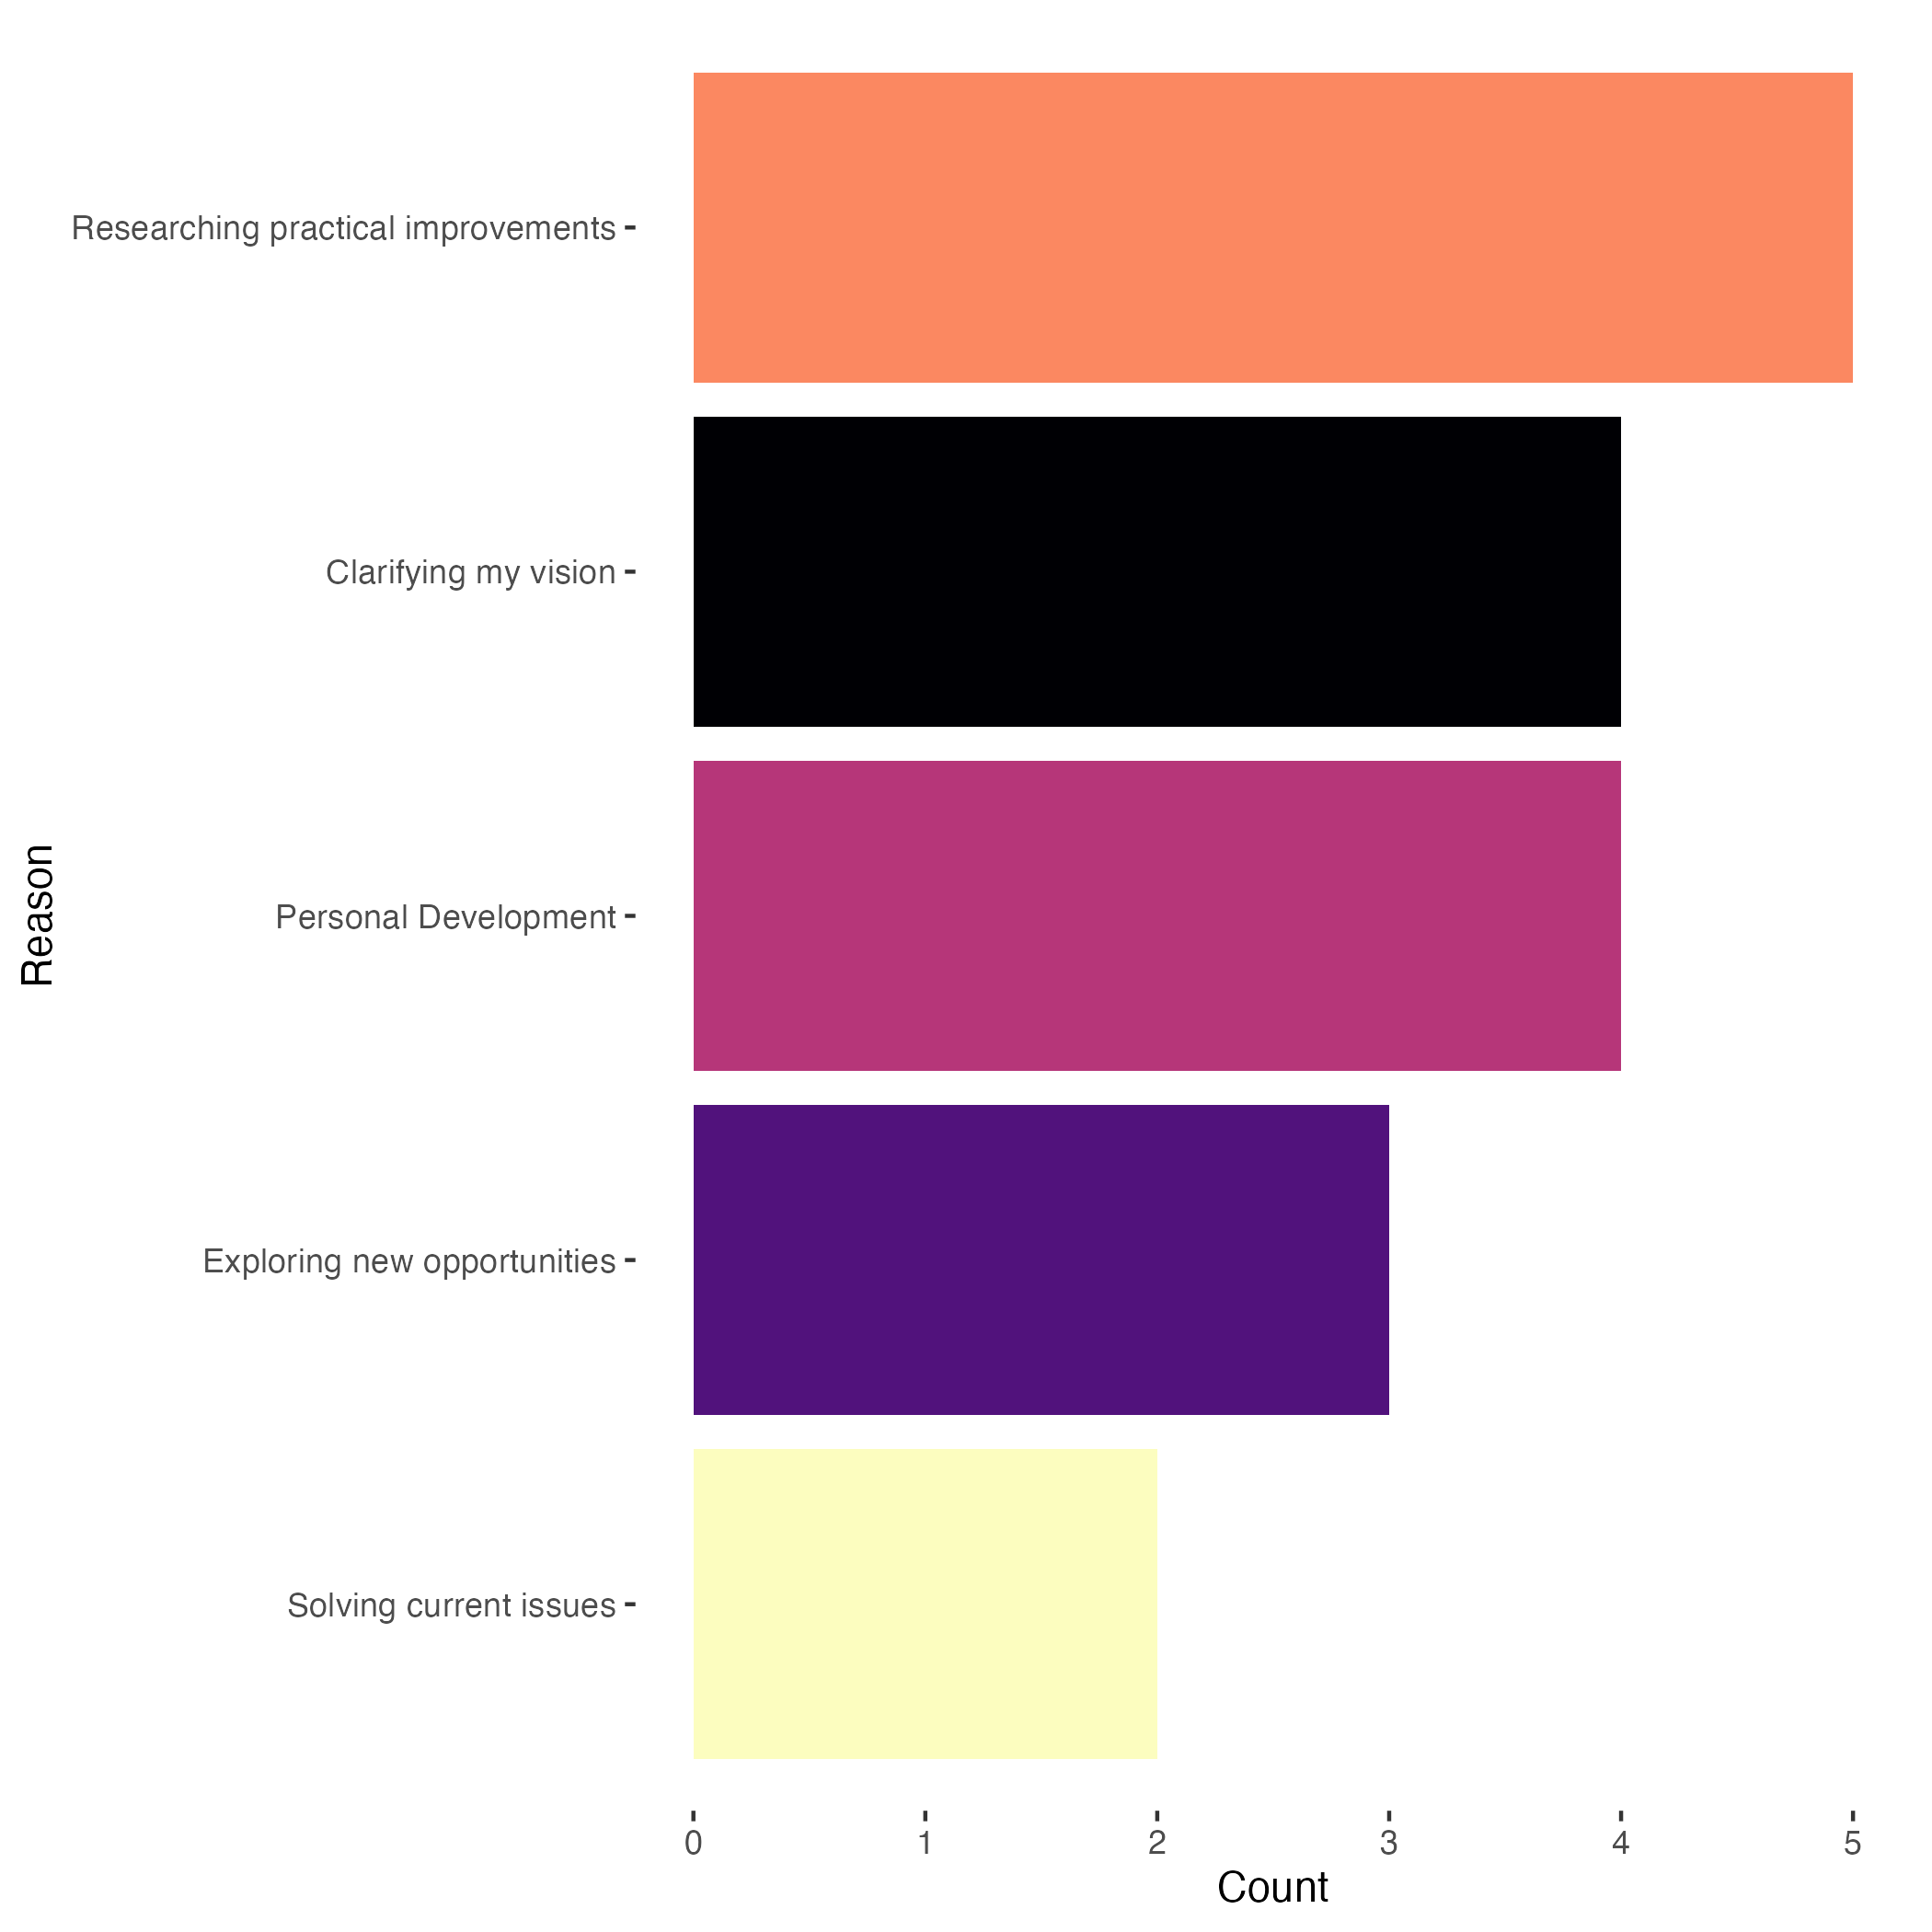 Researching practical improvements
Clarifying my vision
Personal Development
Exploring new opportunities
Solving current issues
Reason
0 1 2 3 4 5
Count